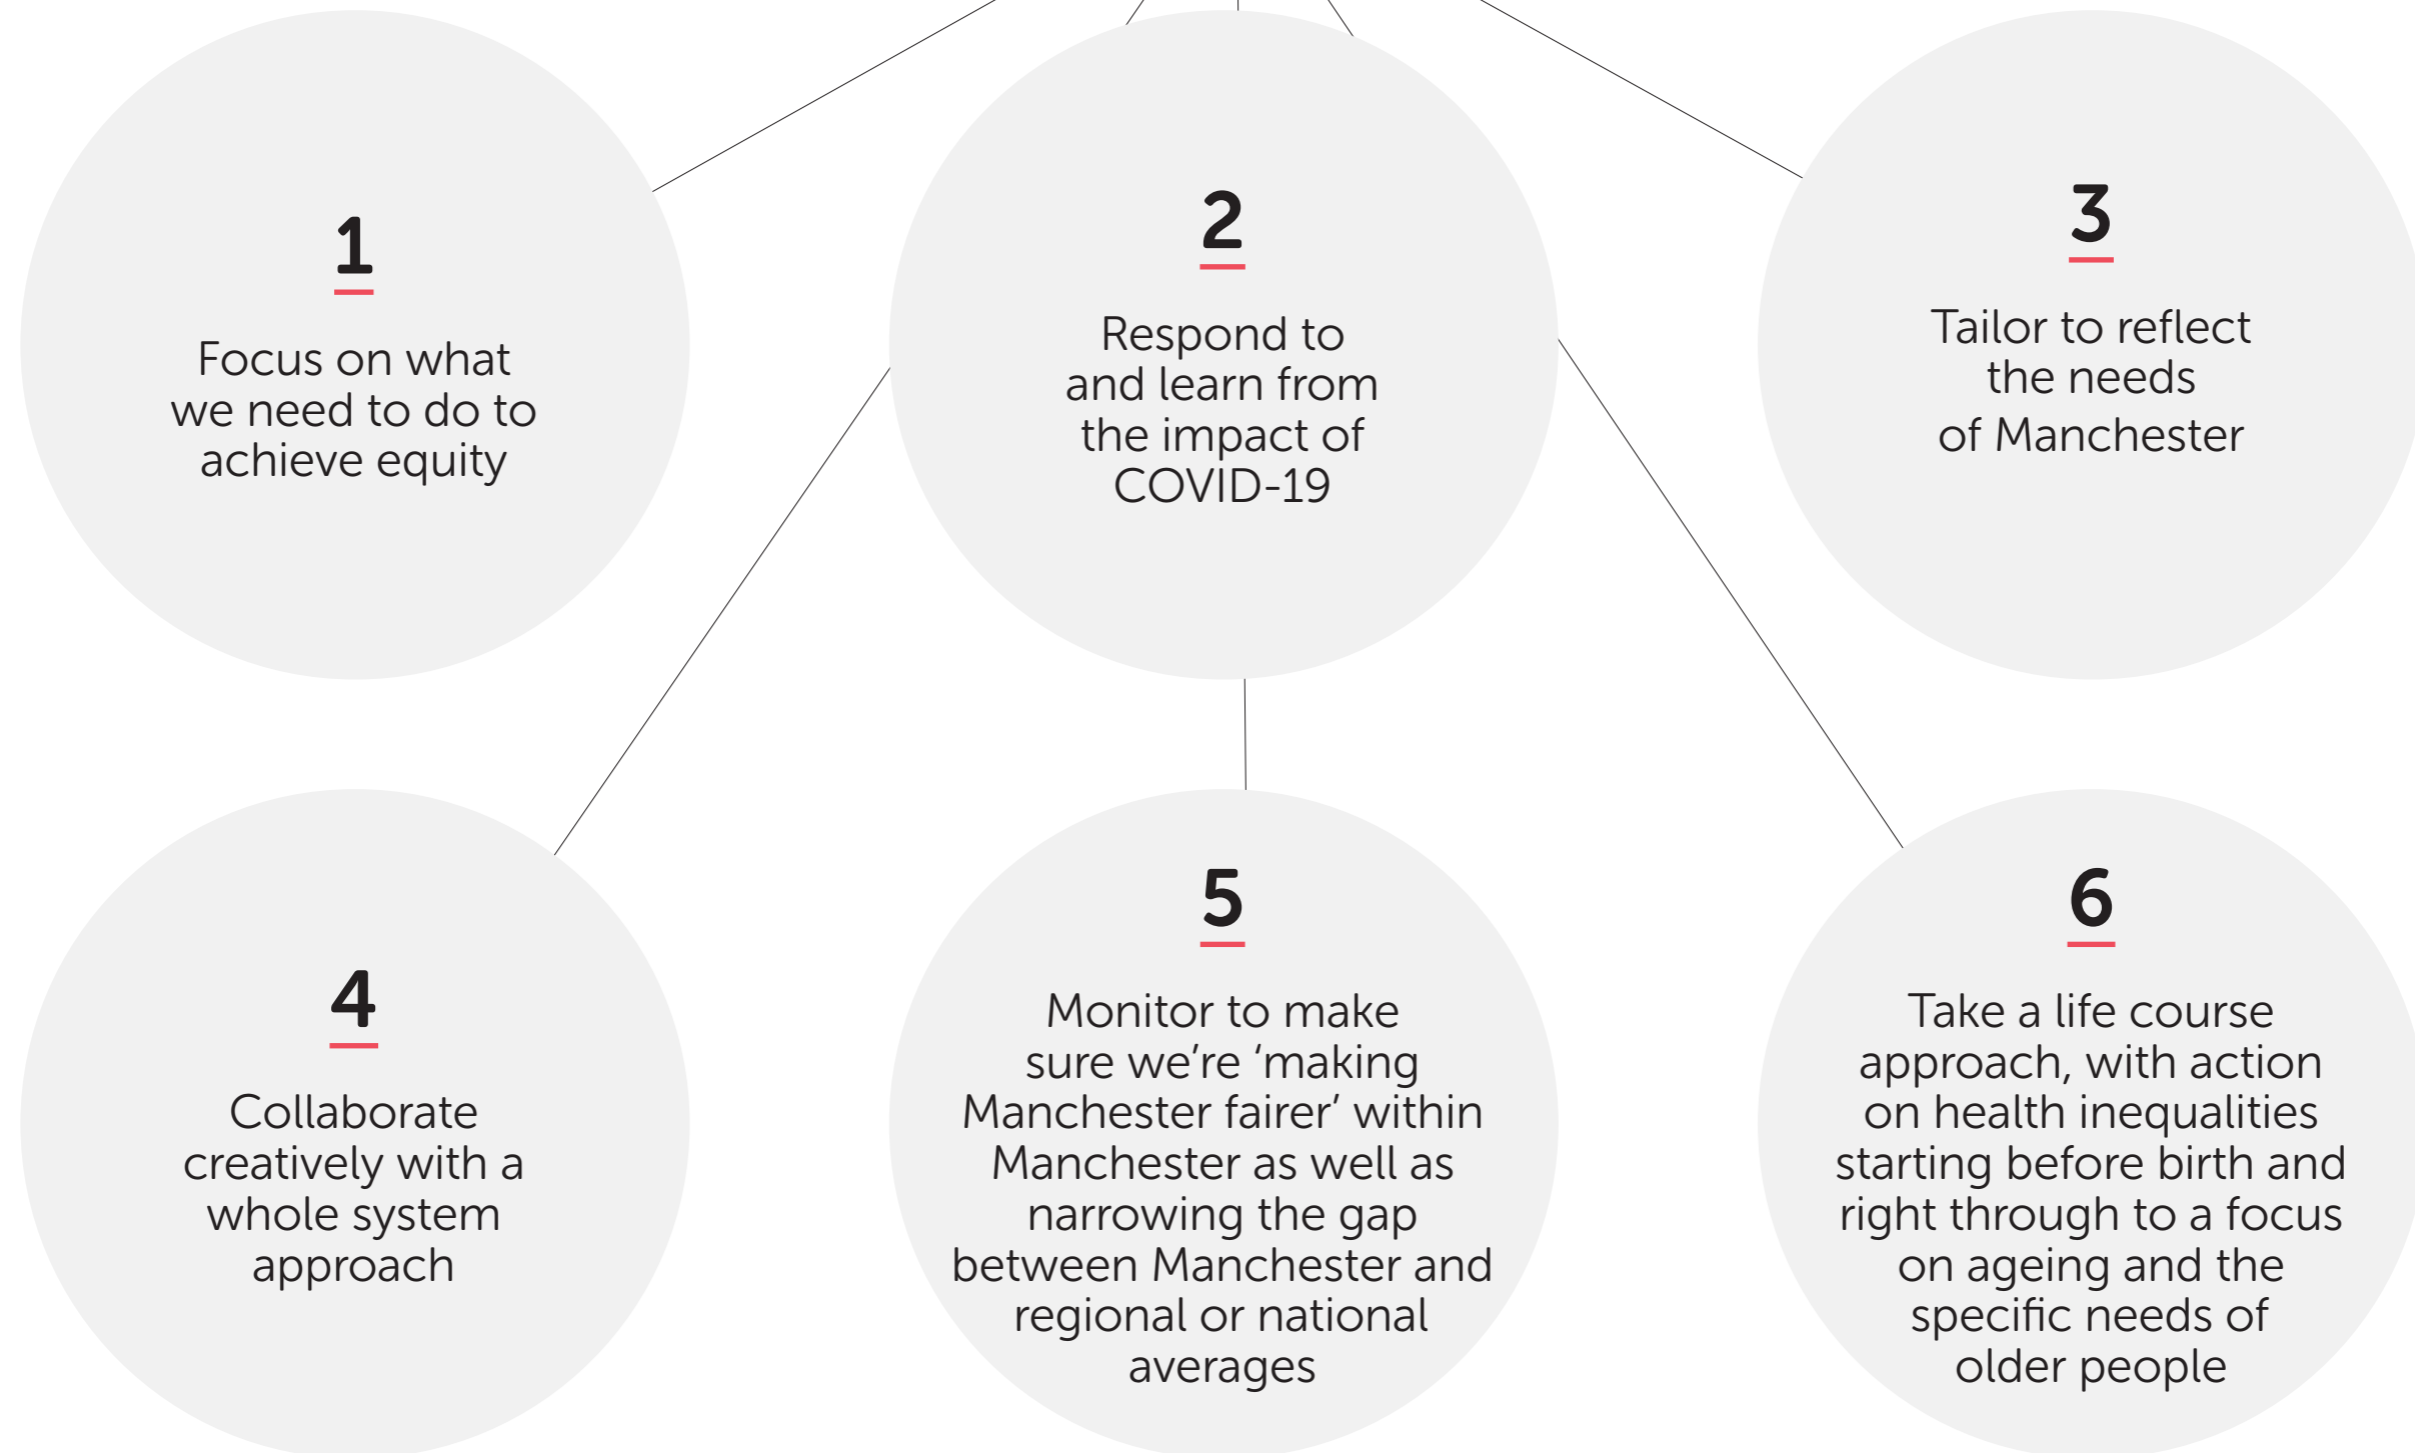 1
Focus on what
we need to do to
achieve equity
2
Respond to
and learn from
the impact of
COVID-19
3
Tailor to reflect
the needs
of Manchester
4
Collaborate
creatively with a
whole system
approach
5
Monitor to make
sure we’re ‘making
Manchester fairer’ within
Manchester as well as
narrowing the gap
between Manchester and
regional or national
averages
6
Take a life course
approach, with action
on health inequalities
starting before birth and
right through to a focus
on ageing and the
specific needs of
older people